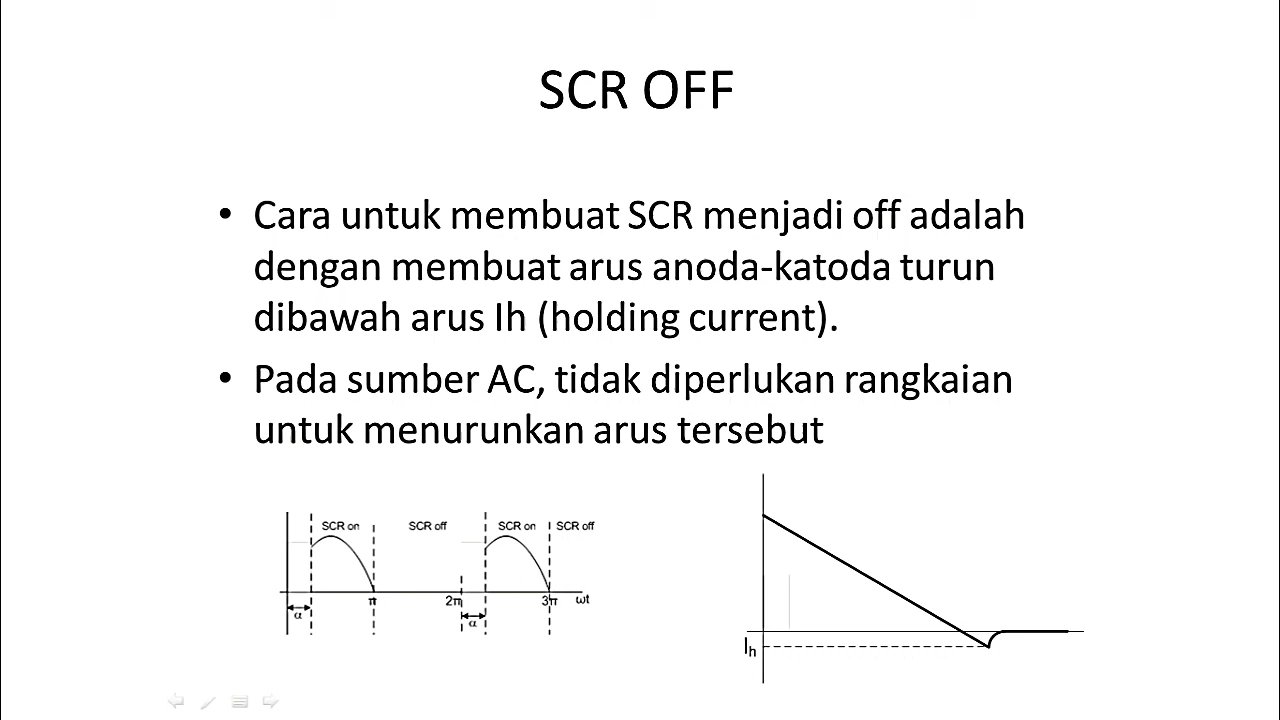 SCR OFF
• Cara untuk membuat SCR menjadi off adalah
dengan membuat arus anoda-katoda turun
dibawah arus Ih (holding current).
• Pada sumber AC, tidak diperlukan rangkaian
untuk menurunkan arus tersebut
SCR on SCR off SCR on SCR off
π 2π 3π ωt
α α
Ih